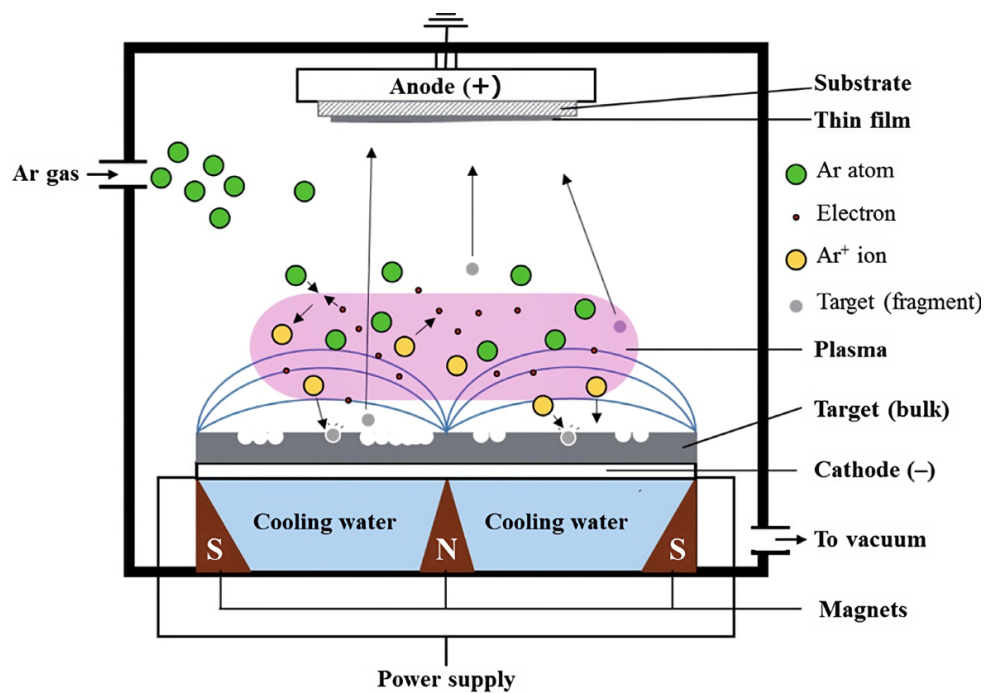 Anode (+)
Substrate
Thin film
Ar gas
Ar atom
Electron
Ar⁺ ion
Target (fragment)
Plasma
Target (bulk)
Cathode (–)
Cooling water
Cooling water
S
N
S
To vacuum
Magnets
Power supply